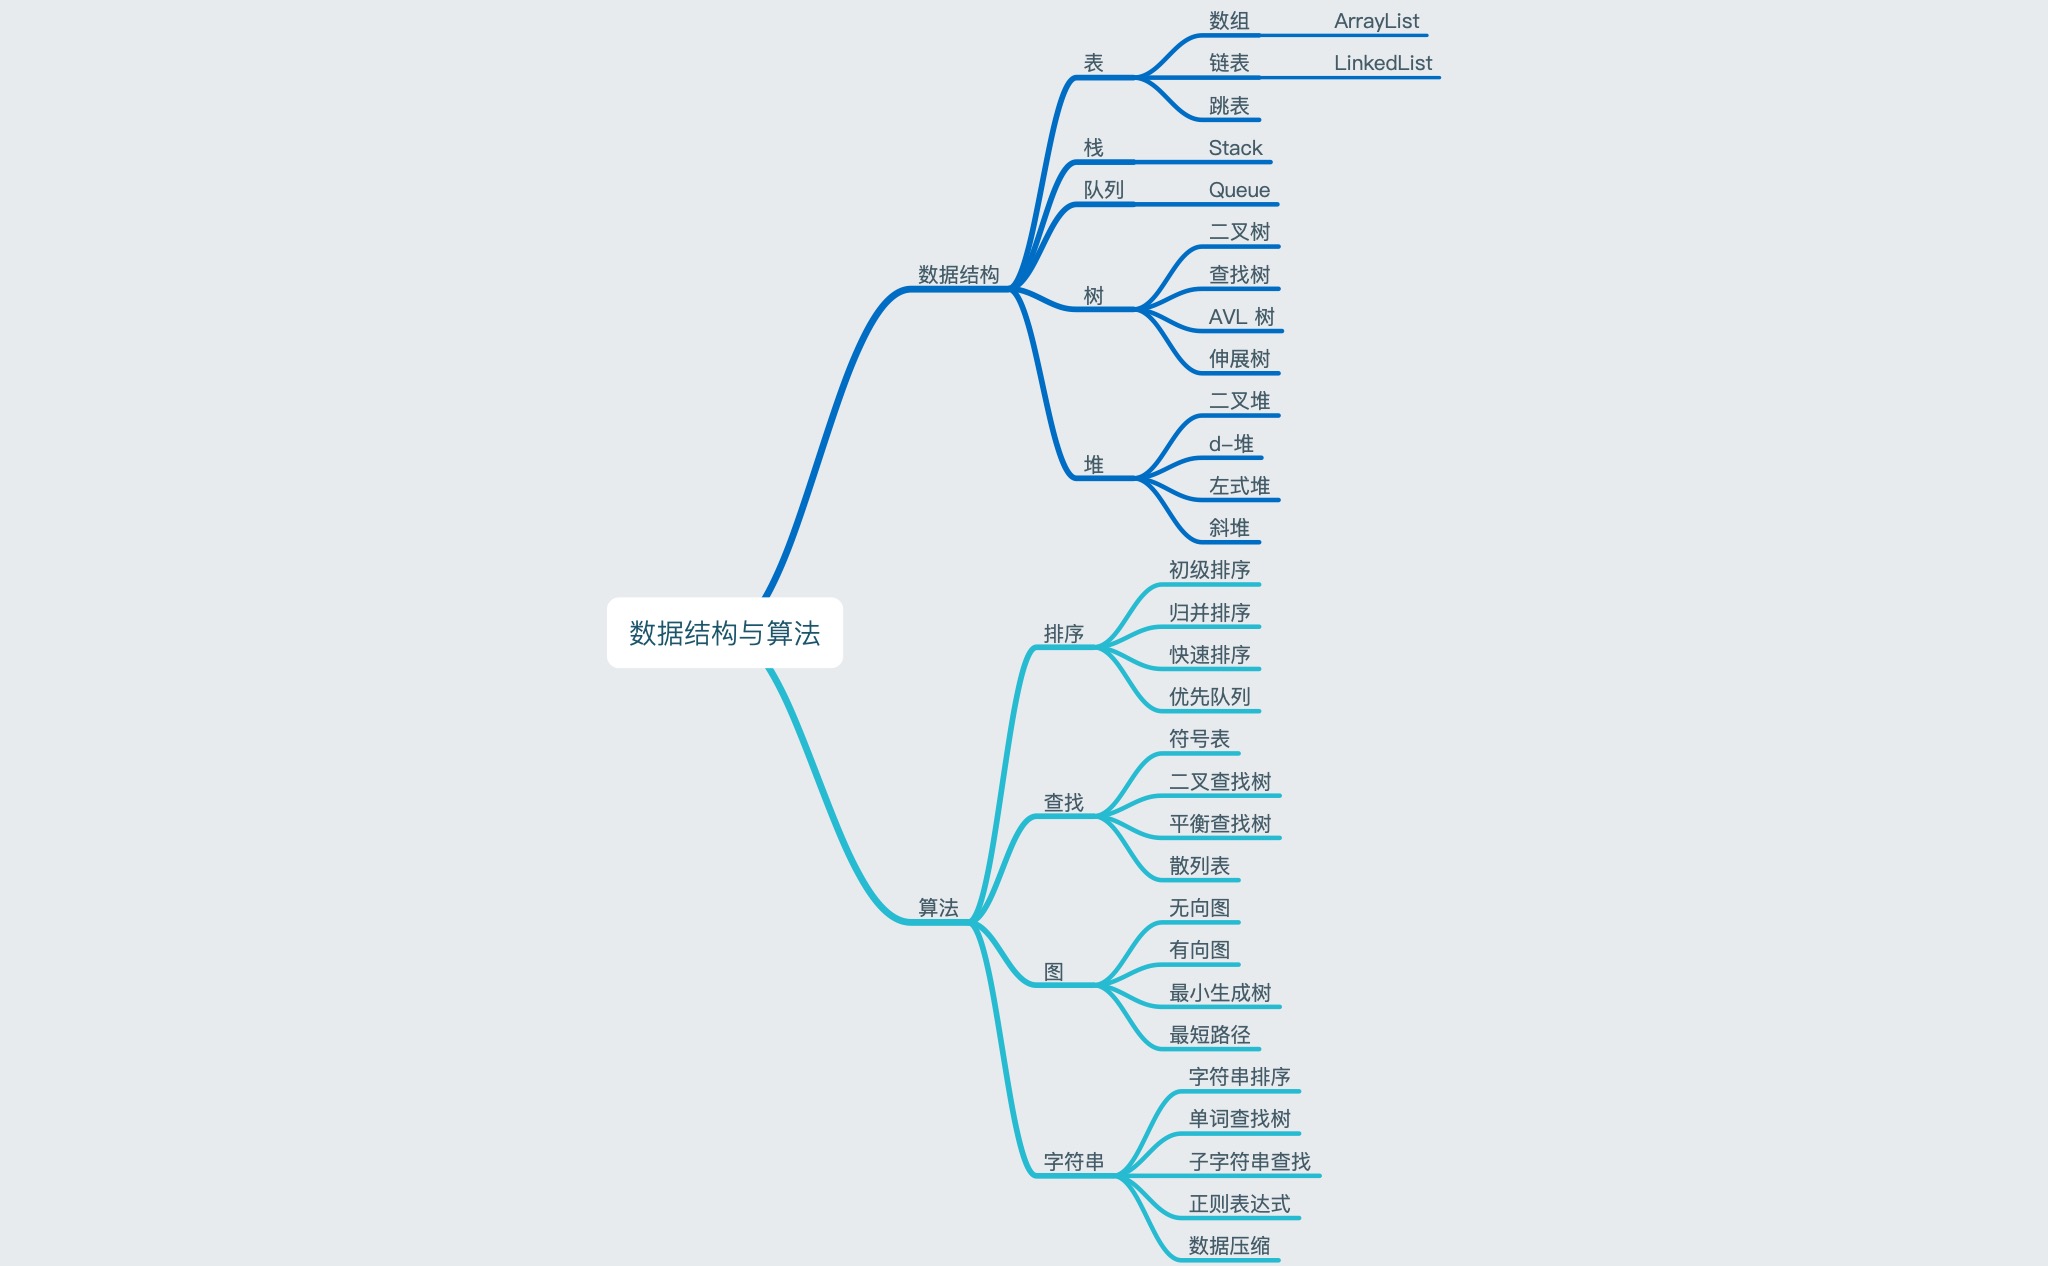 数据结构与算法
数据结构
表
数组
ArrayList
链表
LinkedList
跳表
栈
Stack
队列
Queue
树
二叉树
查找树
AVL 树
伸展树
堆
二叉堆
d-堆
左式堆
斜堆
算法
排序
初级排序
归并排序
快速排序
优先队列
查找
符号表
二叉查找树
平衡查找树
散列表
图
无向图
有向图
最小生成树
最短路径
字符串
字符串排序
单词查找树
子字符串查找
正则表达式
数据压缩